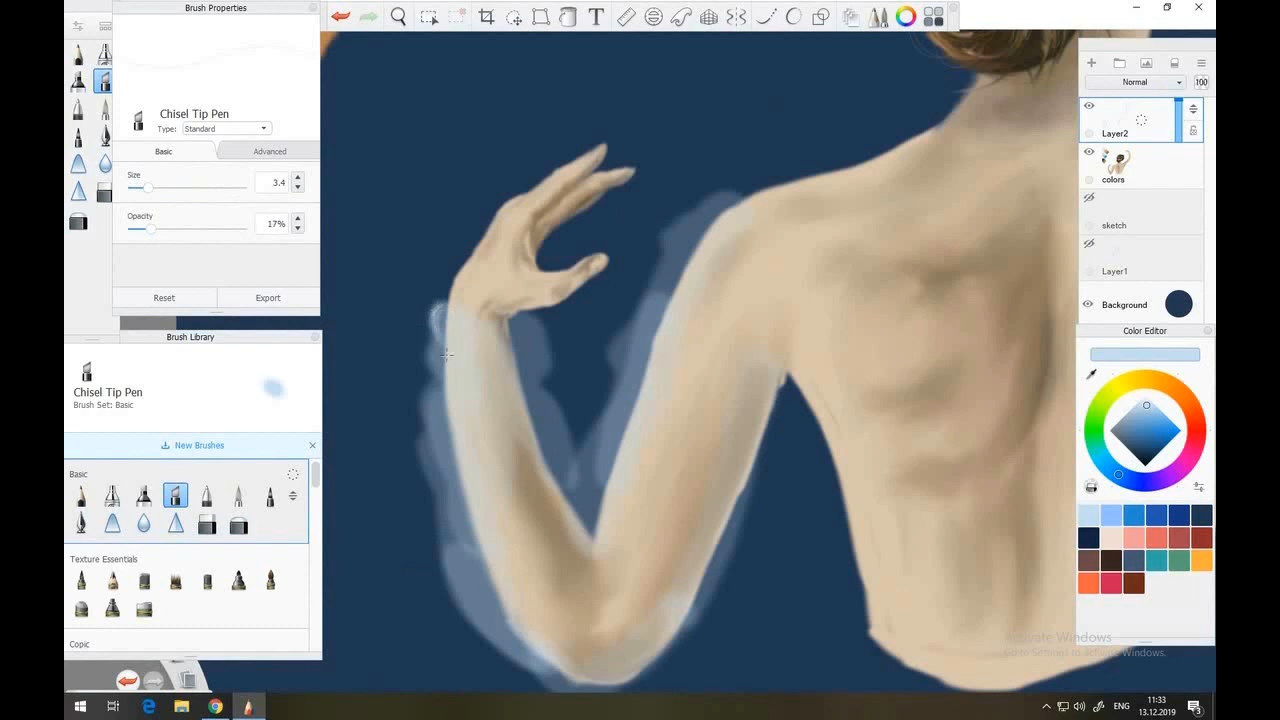 Brush Properties
Chisel Tip Pen
Type: Standard
Basic
Advanced
Size
3.4
Opacity
17%
Reset
Export
Brush Library
Chisel Tip Pen
Brush Set: Basic
New Brushes
Basic
Texture Essentials
Copic
T
Normal
100
Layer2
colors
sketch
Layer1
Background
Color Editor
Activate Windows
Go to Settings to activate Windows.
ENG
11:33
13.12.2019
3